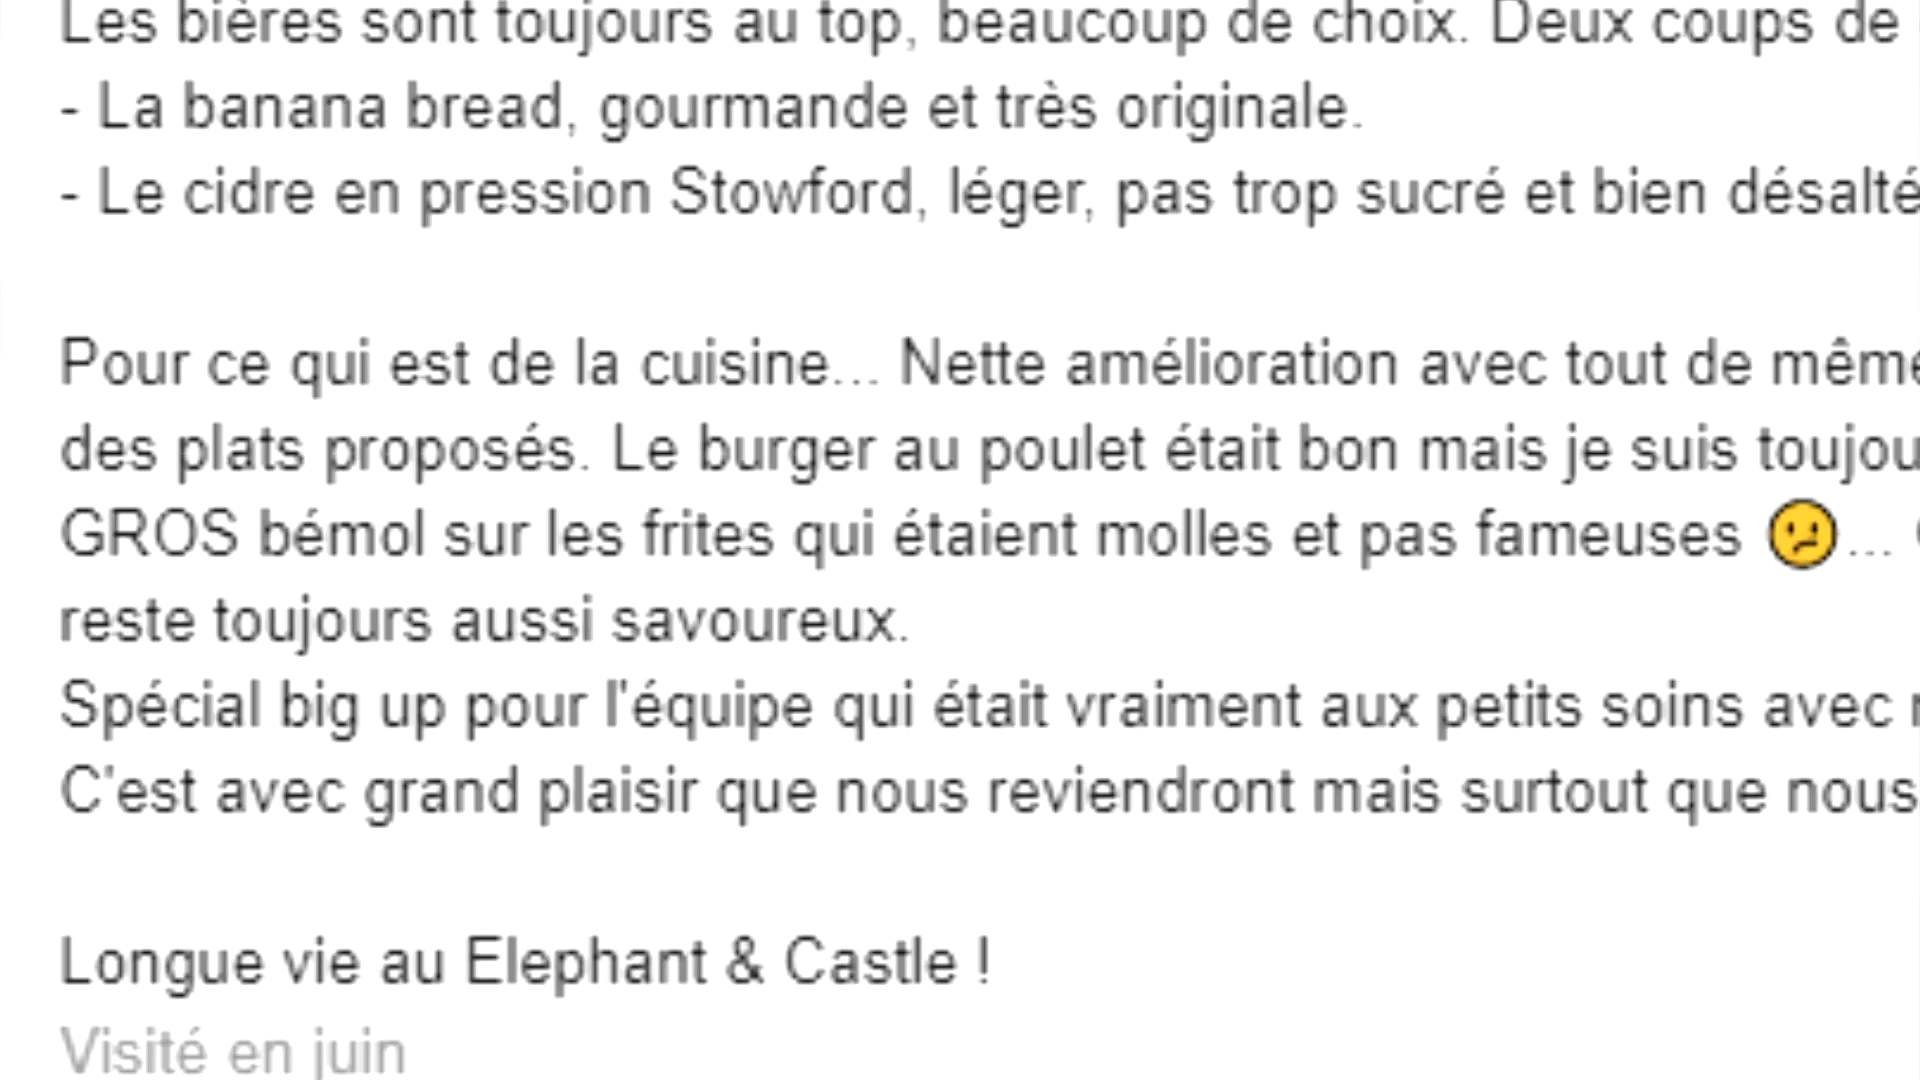 Les bières sont toujours au top, beaucoup de choix. Deux coups de
- La banana bread, gourmande et très originale.
- Le cidre en pression Stowford, léger, pas trop sucré et bien désalté
Pour ce qui est de la cuisine... Nette amélioration avec tout de même
des plats proposés. Le burger au poulet était bon mais je suis toujou
GROS bémol sur les frites qui étaient molles et pas fameuses 😕...
reste toujours aussi savoureux.
Spécial big up pour l'équipe qui était vraiment aux petits soins avec
C'est avec grand plaisir que nous reviendront mais surtout que nous
Longue vie au Elephant & Castle !
Visité en juin